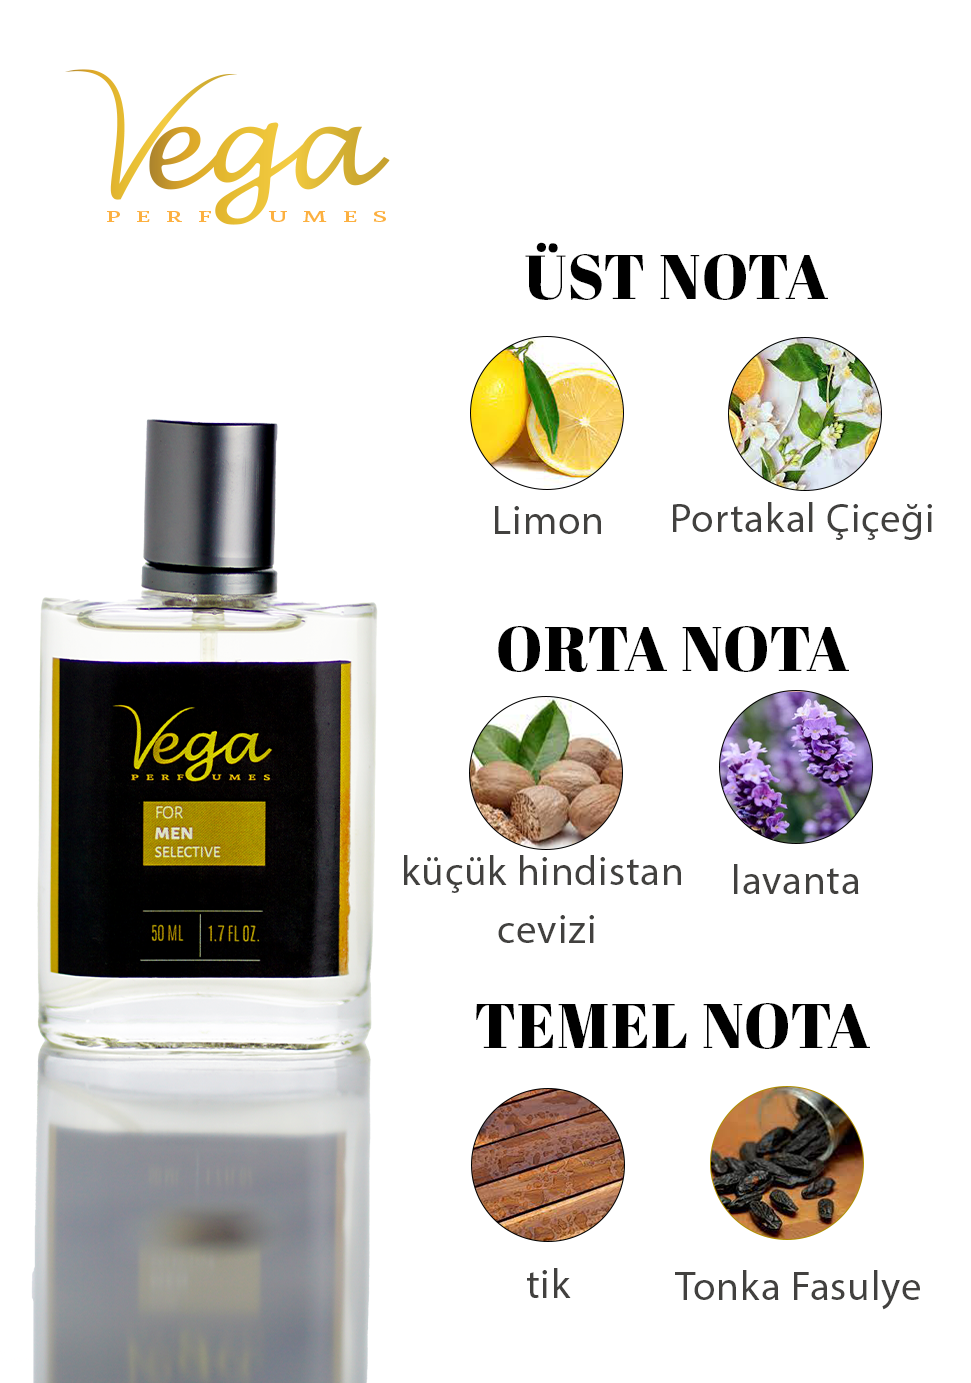 Vega
PERFUMES
ÜST NOTA
Limon
Portakal Çiçeği
ORTA NOTA
küçük hindistan
cevizi
lavanta
TEMEL NOTA
tik
Tonka Fasulye
Vega
PERFUMES
FOR
MEN
SELECTIVE
50 ML
1.7 FL OZ.